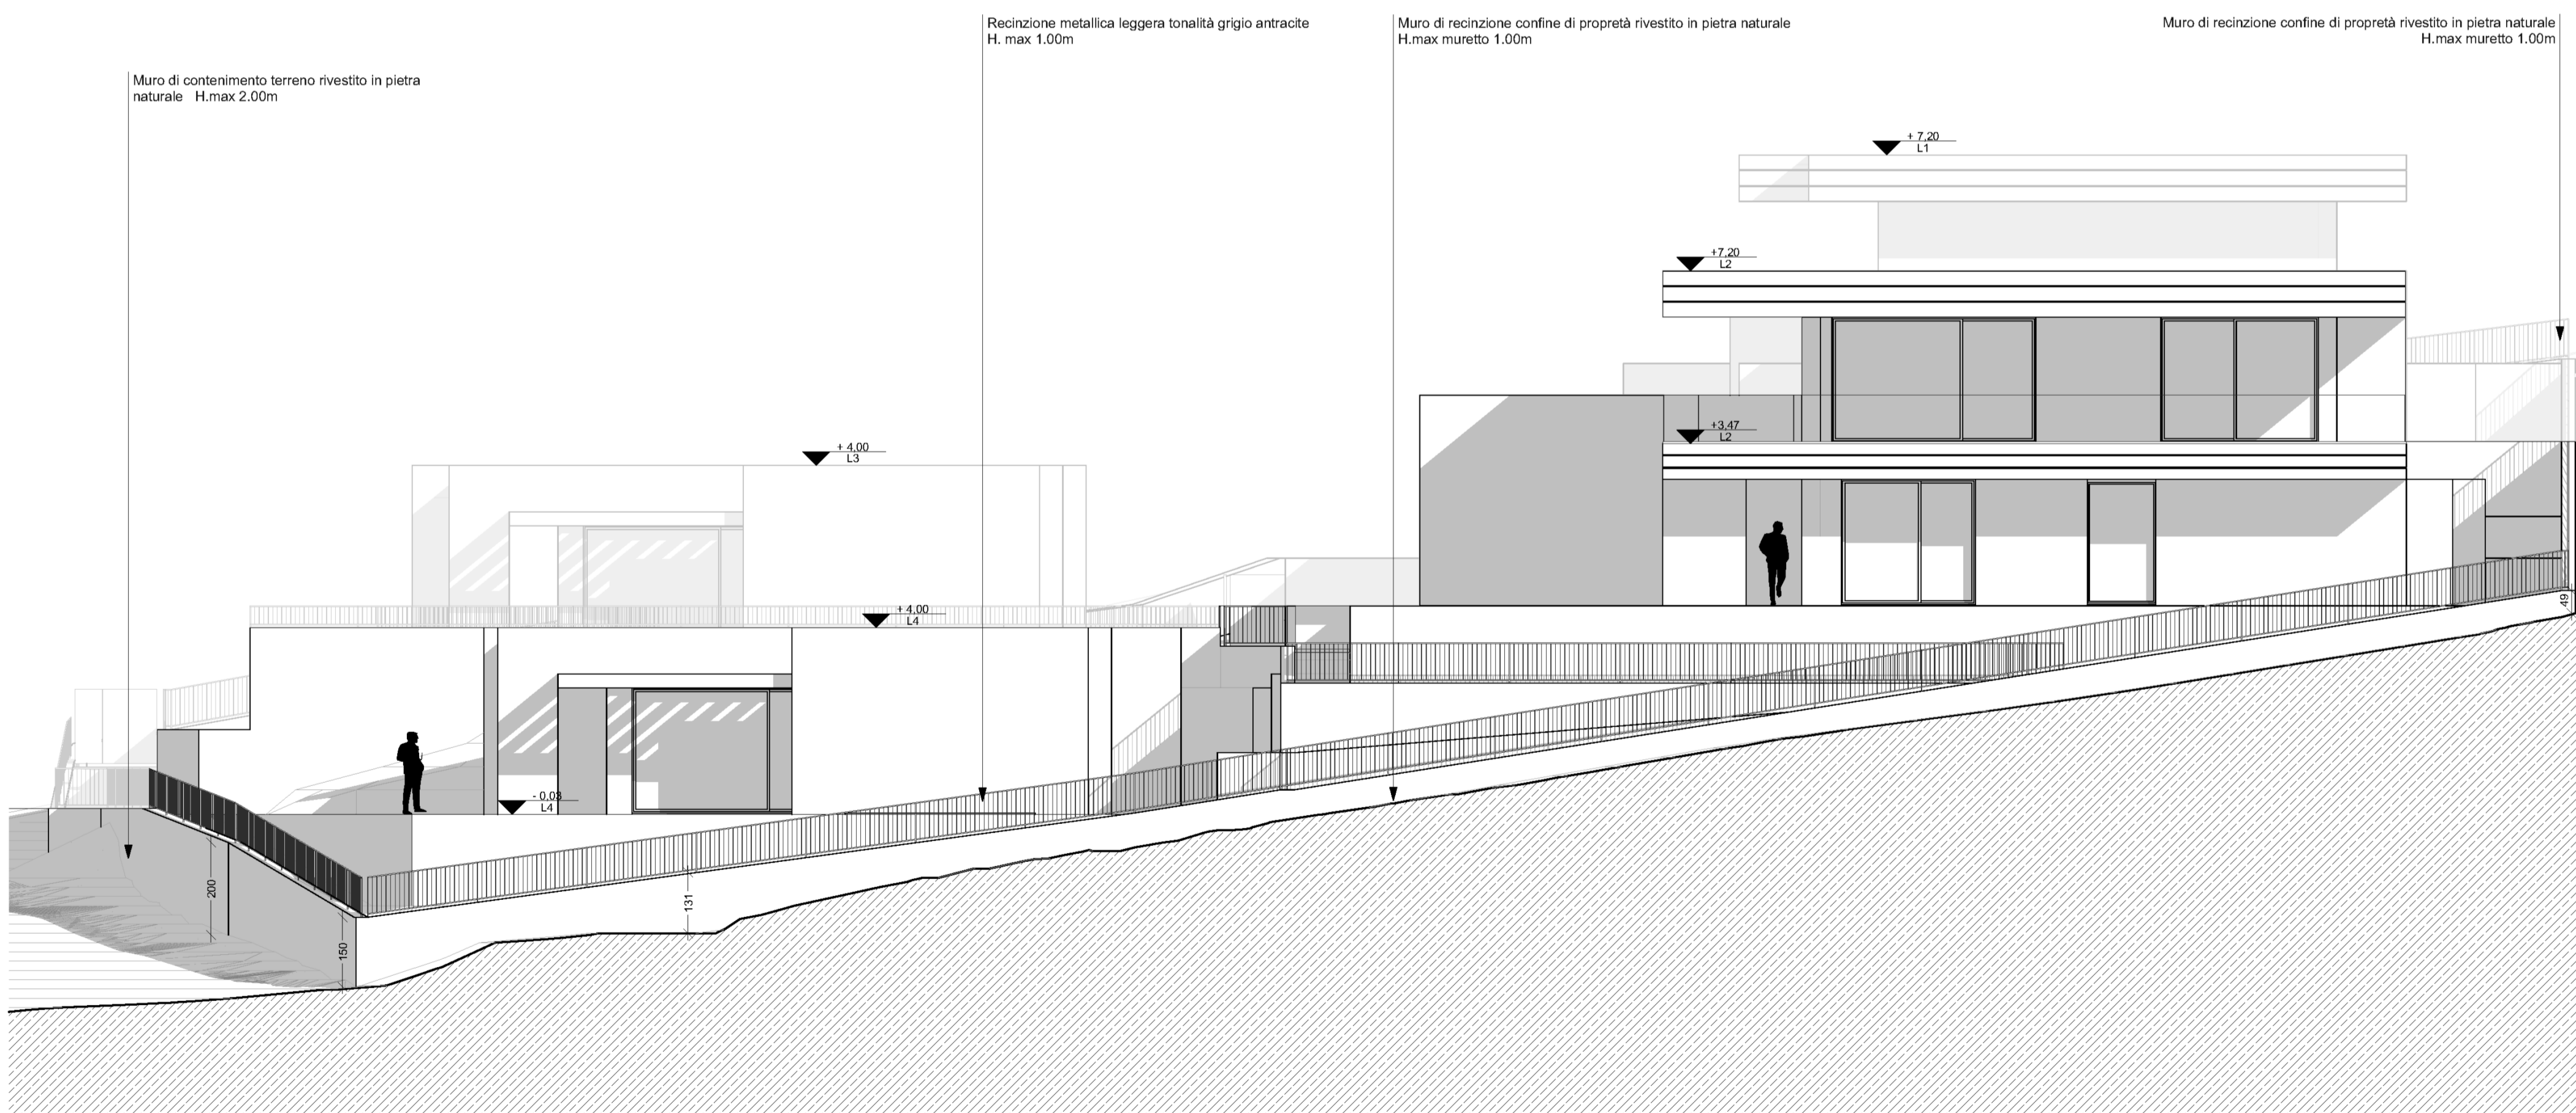 Recinzione metallica leggera tonalità grigio antracite
H. max 1.00m
Muro di recinzione confine di propretà rivestito in pietra naturale
H.max muretto 1.00m
Muro di recinzione confine di propretà rivestito in pietra naturale
H.max muretto 1.00m
Muro di contenimento terreno rivestito in pietra
naturale   H.max 2.00m
+ 7,20
L1
+7,20
L2
+3,47
L2
+ 4,00
L3
+ 4,00
L4
- 0,03
L4
49
200
131
150